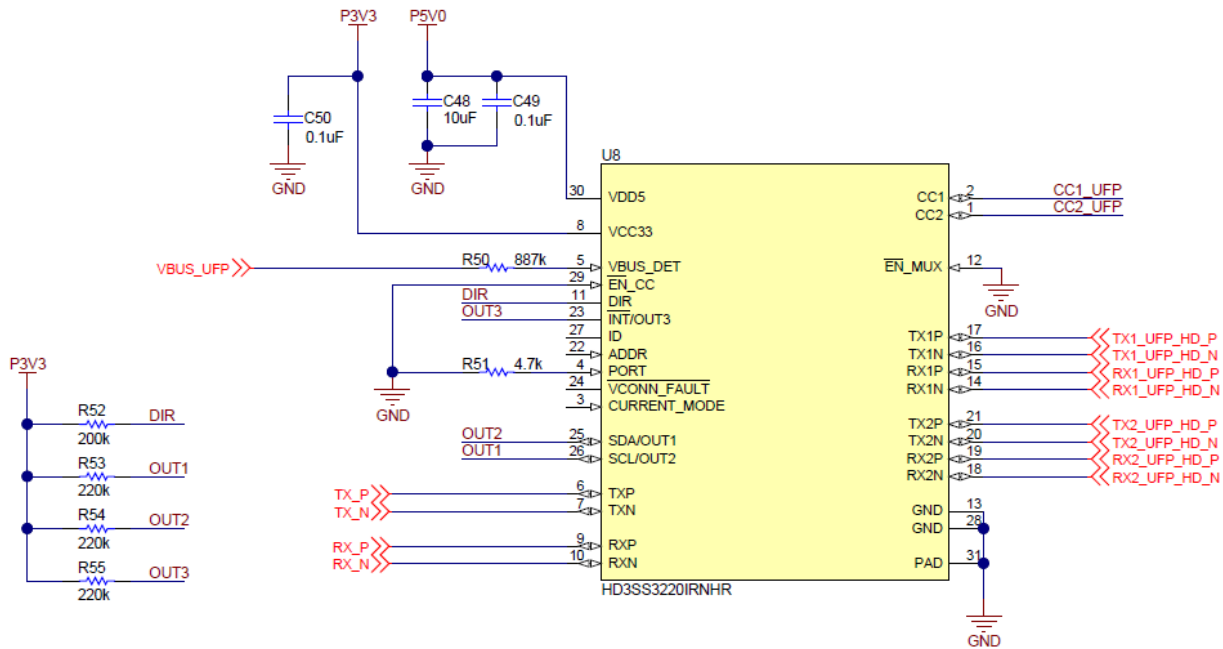 P3V3
P5V0
C50
0.1uF
C48
10uF
C49
0.1uF
GND
GND
U8
30 VDD5
8 VCC33
VBUS_UFP R50 887k 5 VBUS_DET
29 EN_CC
DIR 11 DIR
OUT3 23 INT/OUT3
27 ID
22 ADDR
R51 4.7k 4 PORT
24 VCONN_FAULT
3 CURRENT_MODE
GND
OUT2 25 SDA/OUT1
OUT1 26 SCL/OUT2
TX_P 6 TXP
TX_N 7 TXN
RX_P 9 RXP
RX_N 10 RXN
CC1 2 CC1_UFP
CC2 1 CC2_UFP
EN_MUX 12
GND
TX1P 17 TX1_UFP_HD_P
TX1N 16 TX1_UFP_HD_N
RX1P 15 RX1_UFP_HD_P
RX1N 14 RX1_UFP_HD_N
TX2P 21 TX2_UFP_HD_P
TX2N 20 TX2_UFP_HD_N
RX2P 19 RX2_UFP_HD_P
RX2N 18 RX2_UFP_HD_N
GND 13
GND 28
PAD 31
GND
HD3SS3220IRNHR
P3V3
R52 DIR
200k
R53 OUT1
220k
R54 OUT2
220k
R55 OUT3
220k